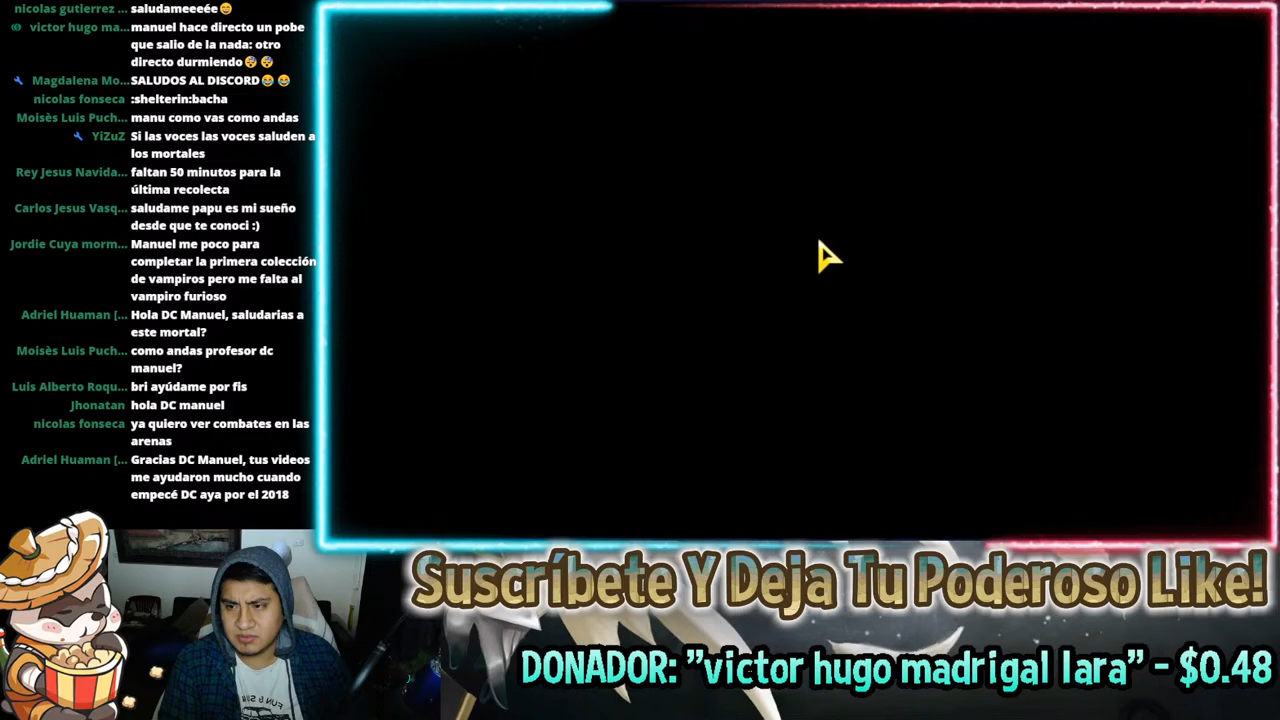 nicolas gutierrez ... saludameeeée😊
victor hugo ma... manuel hace directo un pobe
que salio de la nada: otro
directo durmiendo😴😴
Magdalena Mo... SALUDOS AL DISCORD😂😂
nicolas fonseca :shelterin:bacha
Moisès Luis Puch... manu como vas como andas
YiZuZ Si las voces las voces saluden a
los mortales
Rey Jesus Navida... faltan 50 minutos para la
última recolecta
Carlos Jesus Vasq... saludame papu es mi sueño
desde que te conoci :)
Jordie Cuya morm... Manuel me poco para
completar la primera colección
de vampiros pero me falta al
vampiro furioso
Adriel Huaman [... Hola DC Manuel, saludarias a
este mortal?
Moisès Luis Puch... como andas profesor dc
manuel?
Luis Alberto Roqu... bri ayúdame por fis
Jhonatan hola DC manuel
nicolas fonseca ya quiero ver combates en las
arenas
Adriel Huaman [... Gracias DC Manuel, tus videos
me ayudaron mucho cuando
empecé DC aya por el 2018
Suscríbete Y Deja Tu Poderoso Like!
DONADOR: "victor hugo madrigal lara" - $0.48